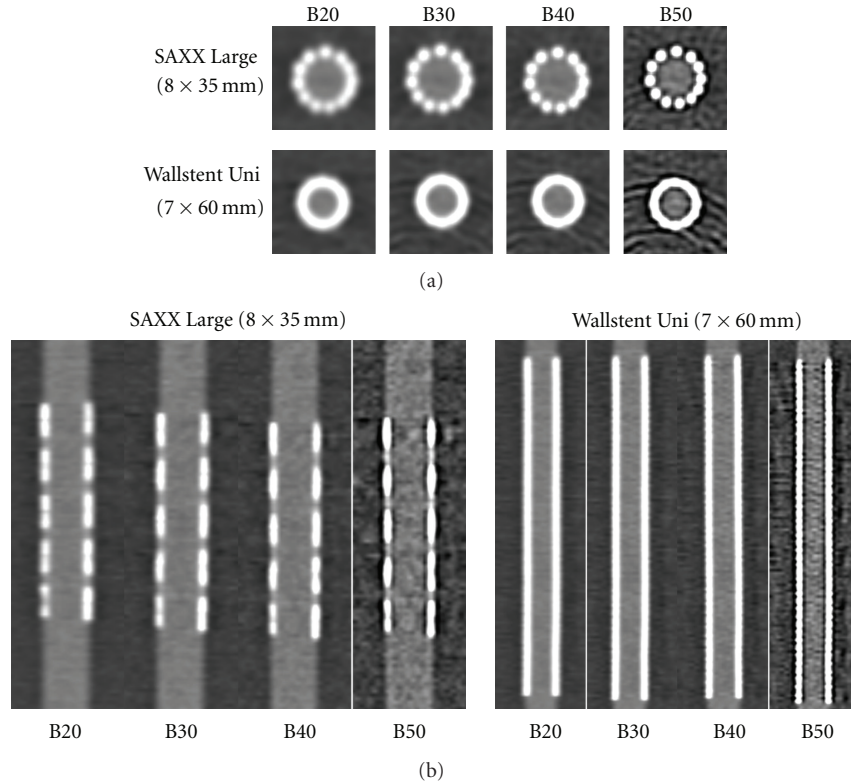 B20 B30 B40 B50
SAXX Large
(8 × 35 mm)
Wallstent Uni
(7 × 60 mm)
(a)
SAXX Large (8 × 35 mm) Wallstent Uni (7 × 60 mm)
B20 B30 B40 B50 B20 B30 B40 B50
(b)